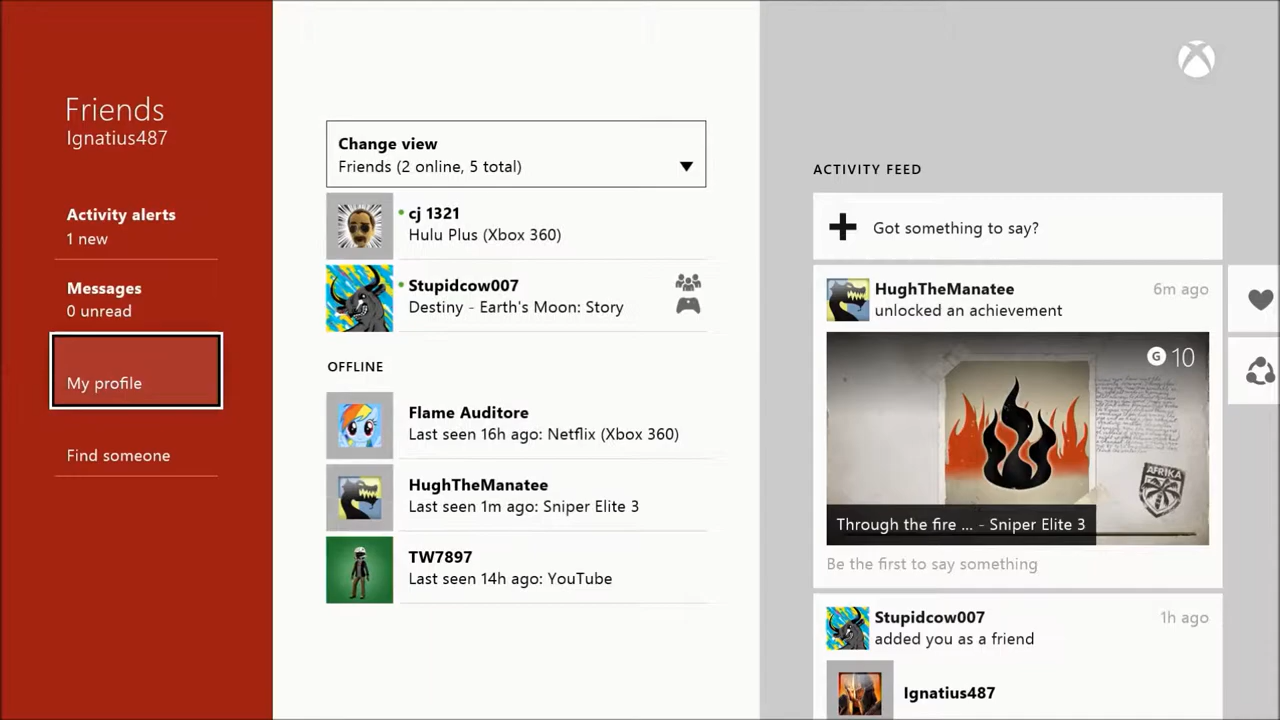 Friends
Ignatius487
Activity alerts
1 new
Messages
0 unread
My profile
Find someone
Change view
Friends (2 online, 5 total)
cj 1321
Hulu Plus (Xbox 360)
Stupidcow007
Destiny - Earth's Moon: Story
OFFLINE
Flame Auditore
Last seen 16h ago: Netflix (Xbox 360)
HughTheManatee
Last seen 1m ago: Sniper Elite 3
TW7897
Last seen 14h ago: YouTube
ACTIVITY FEED
Got something to say?
HughTheManatee
6m ago
unlocked an achievement
G 10
AFRIKA
Through the fire ... - Sniper Elite 3
Be the first to say something
Stupidcow007
1h ago
added you as a friend
Ignatius487